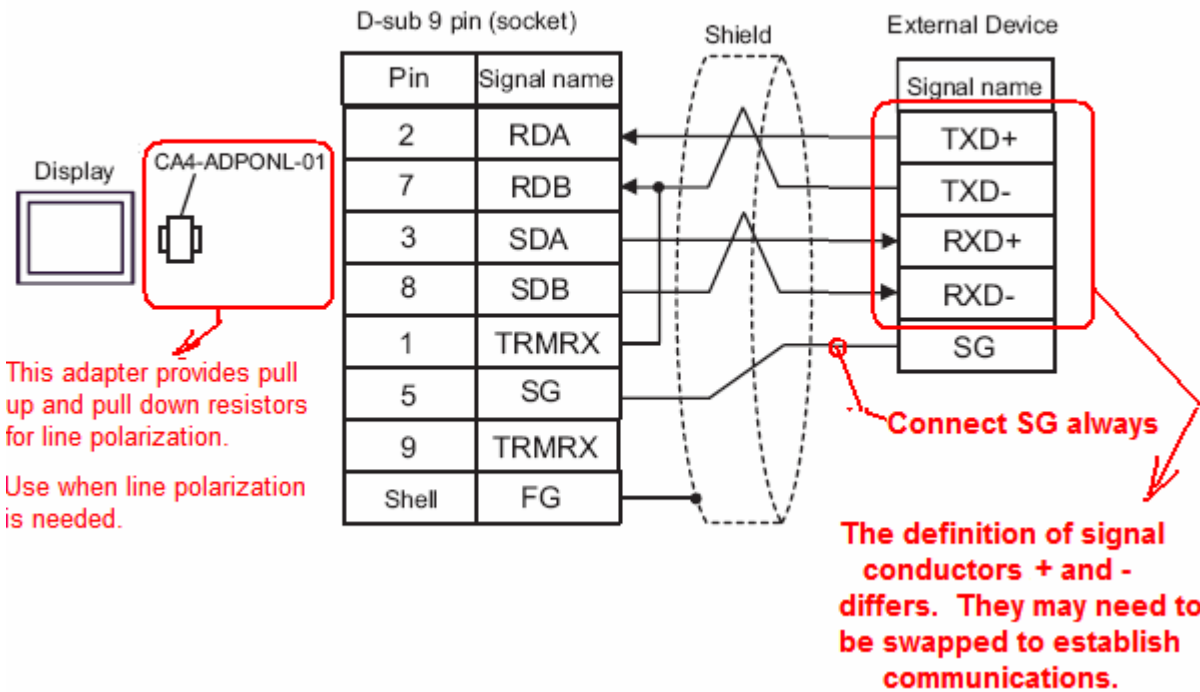 D-sub 9 pin (socket)
Shield
External Device
Pin
Signal name
2
RDA
7
RDB
3
SDA
8
SDB
1
TRMRX
5
SG
9
TRMRX
Shell
FG
Signal name
TXD+
TXD-
RXD+
RXD-
SG
Display
CA4-ADPONL-01
This adapter provides pull
up and pull down resistors
for line polarization.
Use when line polarization
is needed.
Connect SG always
The definition of signal
conductors + and -
differs. They may need to
be swapped to establish
communications.